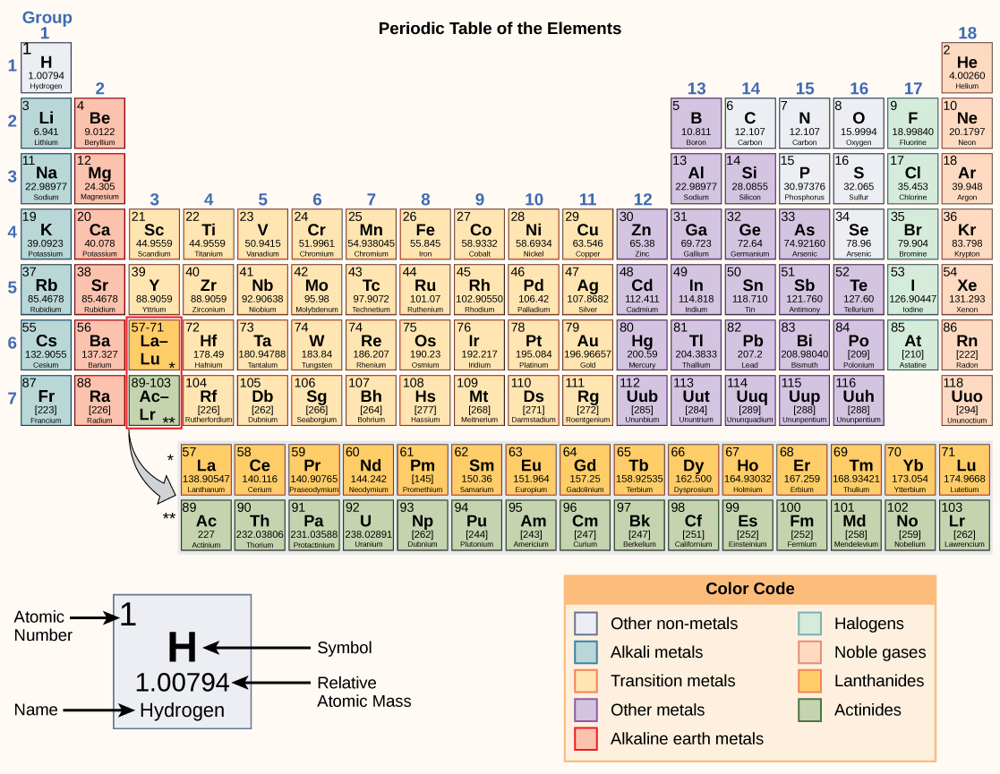 Periodic Table of the Elements
Group
1 18
1 1 H 1.00794 Hydrogen
2 He 4.00260 Helium
2 13 14 15 16 17
2 3 Li 6.941 Lithium
4 Be 9.0122 Beryllium
5 B 10.811 Boron
6 C 12.107 Carbon
7 N 12.107 Carbon
8 O 15.9994 Oxygen
9 F 18.99840 Fluorine
10 Ne 20.1797 Neon
3 11 Na 22.98977 Sodium
12 Mg 24.305 Magnesium
13 Al 22.98977 Sodium
14 Si 28.0855 Silicon
15 P 30.97376 Phosphorus
16 S 32.065 Sulfur
17 Cl 35.453 Chlorine
18 Ar 39.948 Argon
3 4 5 6 7 8 9 10 11 12
4 19 K 39.0923 Potassium
20 Ca 40.078 Potassium
21 Sc 44.9559 Scandium
22 Ti 44.9559 Titanium
23 V 50.9415 Vanadium
24 Cr 51.9961 Chromium
25 Mn 54.938045 Chromium
26 Fe 55.845 Iron
27 Co 58.9332 Cobalt
28 Ni 58.6934 Nickel
29 Cu 63.546 Copper
30 Zn 65.38 Zinc
31 Ga 69.723 Gallium
32 Ge 72.64 Germanium
33 As 74.92160 Arsenic
34 Se 78.96 Arsenic
35 Br 79.904 Bromine
36 Kr 83.798 Krypton
5 37 Rb 85.4678 Rubidium
38 Sr 85.4678 Rubidium
39 Y 88.9059 Yttrium
40 Zr 88.9059 Zirconium
41 Nb 92.90638 Niobium
42 Mo 95.98 Molybdenum
43 Tc 97.9072 Technetium
44 Ru 101.07 Ruthenium
45 Rh 102.90550 Rhodium
46 Pd 106.42 Palladium
47 Ag 107.8682 Silver
48 Cd 112.411 Cadmium
49 In 114.818 Indium
50 Sn 118.710 Tin
51 Sb 121.760 Antimony
52 Te 127.60 Tellurium
53 I 126.90447 Iodine
54 Xe 131.293 Xenon
6 55 Cs 132.9055 Cesium
56 Ba 137.327 Barium
57-71 La– Lu *
72 Hf 178.49 Hafnium
73 Ta 180.94788 Tantalum
74 W 183.84 Tungsten
74 Re 186.207 Rhenium
75 Os 190.23 Osmium
76 Ir 192.217 Iridium
78 Pt 195.084 Platinum
79 Au 196.96657 Gold
80 Hg 200.59 Mercury
81 Tl 204.3833 Thallium
82 Pb 207.2 Lead
83 Bi 208.98040 Bismuth
84 Po [209] Polonium
85 At [210] Astatine
86 Rn [222] Radon
7 87 Fr [223] Francium
88 Ra [226] Radium
89-103 Ac– Lr **
104 Rf [226] Rutherfordium
105 Db [262] Dubnium
106 Sg [266] Seaborgium
107 Bh [264] Bohrium
108 Hs [277] Hassium
109 Mt [268] Meitnerium
110 Ds [271] Darmstadium
111 Rg [272] Roentgenium
112 Uub [285] Ununbium
113 Uut [284] Ununtrium
114 Uuq [289] Ununquadium
115 Uup [288] Ununpentium
116 Uuh [288] Ununpentium
118 Uuo [294] Ununoctium
* 57 La 138.90547 Lanthanum
58 Ce 140.116 Cerium
59 Pr 140.90765 Praseodymium
60 Nd 144.242 Neodymium
61 Pm [145] Promethium
62 Sm 150.36 Samarium
63 Eu 151.964 Europium
64 Gd 157.25 Gadolinium
65 Tb 158.92535 Terbium
66 Dy 162.500 Dysprosium
67 Ho 164.93032 Holmium
68 Er 167.259 Erbium
69 Tm 168.93421 Thulium
70 Yb 173.054 Ytterbium
71 Lu 174.9668 Lutetium
** 89 Ac 227 Actinium
90 Th 232.03806 Thorium
91 Pa 231.03588 Protactinium
92 U 238.02891 Uranium
93 Np [262] Dubnium
94 Pu [244] Plutonium
95 Am [243] Americium
96 Cm [247] Curium
97 Bk [247] Berkelium
98 Cf [251] Californium
99 Es [252] Einsteinium
100 Fm [252] Fermium
101 Md [258] Mendelevium
102 No [259] Nobelium
103 Lr [262] Lawrencium
Atomic
Number
1
H
Symbol
1.00794
Relative
Atomic Mass
Name
Hydrogen
Color Code
Other non-metals
Alkali metals
Transition metals
Other metals
Alkaline earth metals
Halogens
Noble gases
Lanthanides
Actinides